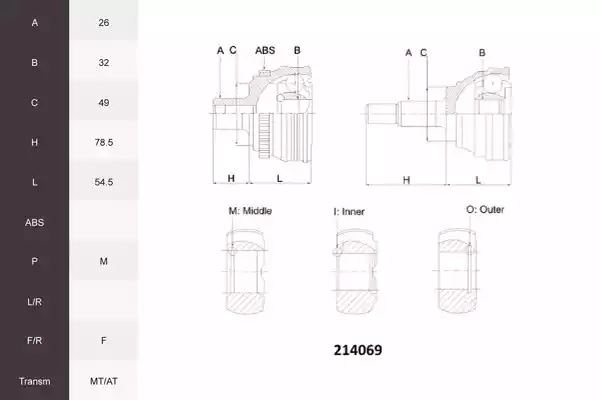 A 26
B 32
C 49
H 78.5
L 54.5
ABS
P M
L/R
F/R F
Transm MT/AT
A C ABS B
H L
A C B
H L
M: Middle I: Inner O: Outer
214069